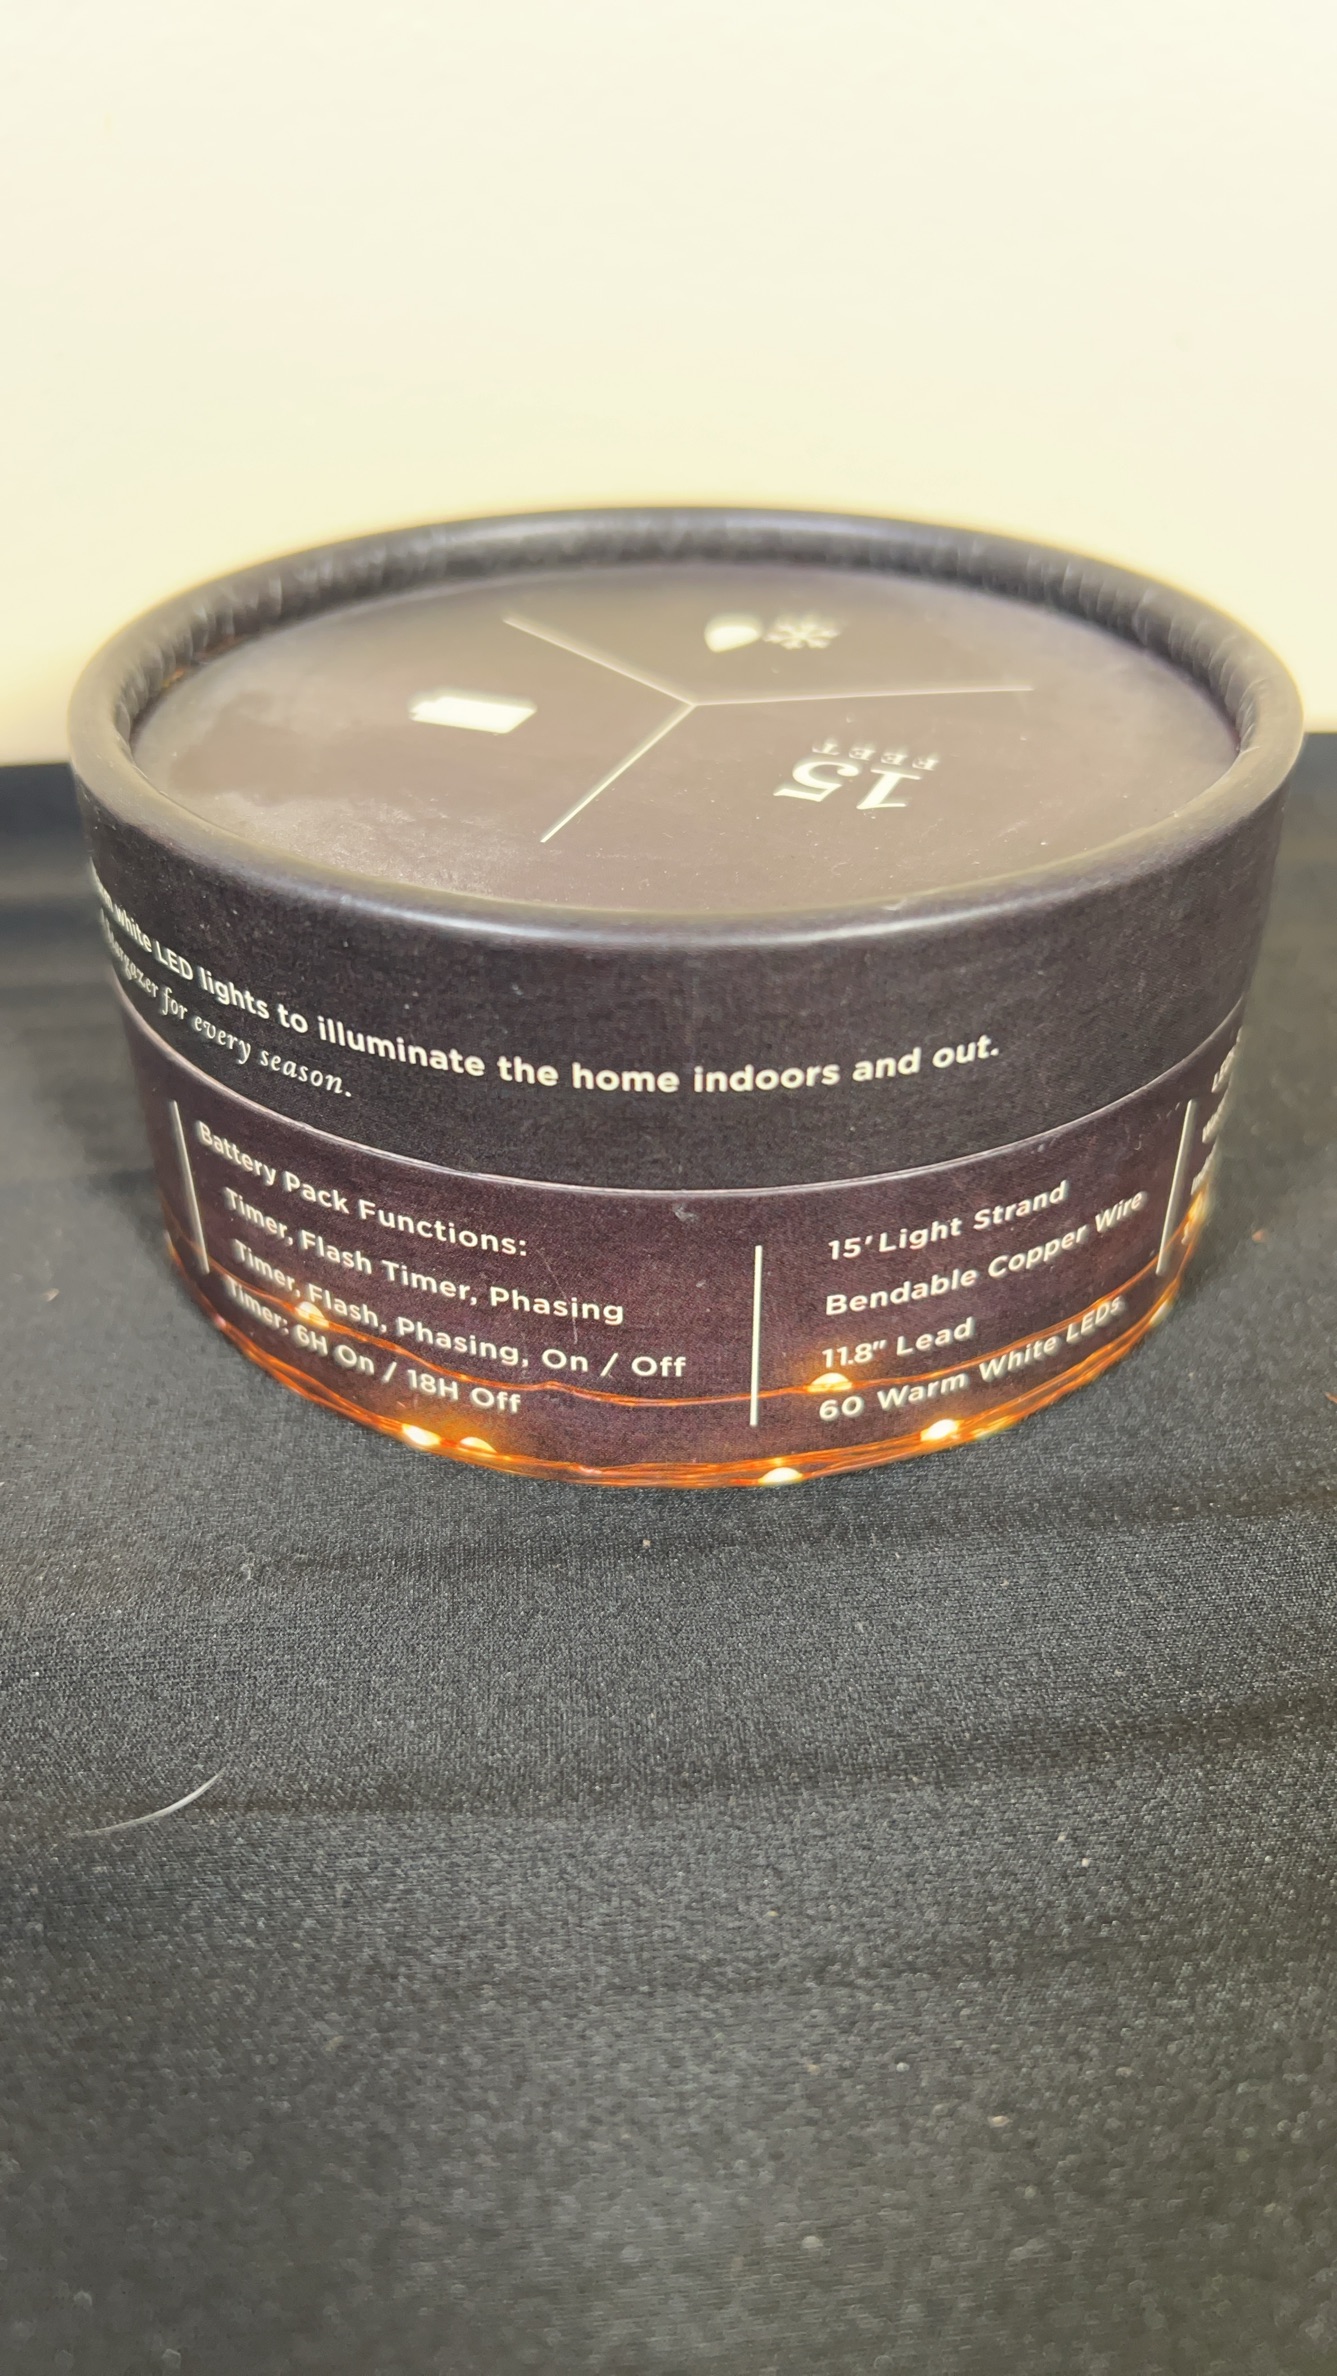 15
FEET
white LED lights to illuminate the home indoors and out.
for every season.
Battery Pack Functions:
Timer, Flash Timer, Phasing
Timer, Flash, Phasing, On / Off
Timer: 6H On / 18H Off
15' Light Strand
Bendable Copper Wire
11.8" Lead
60 Warm White LEDs